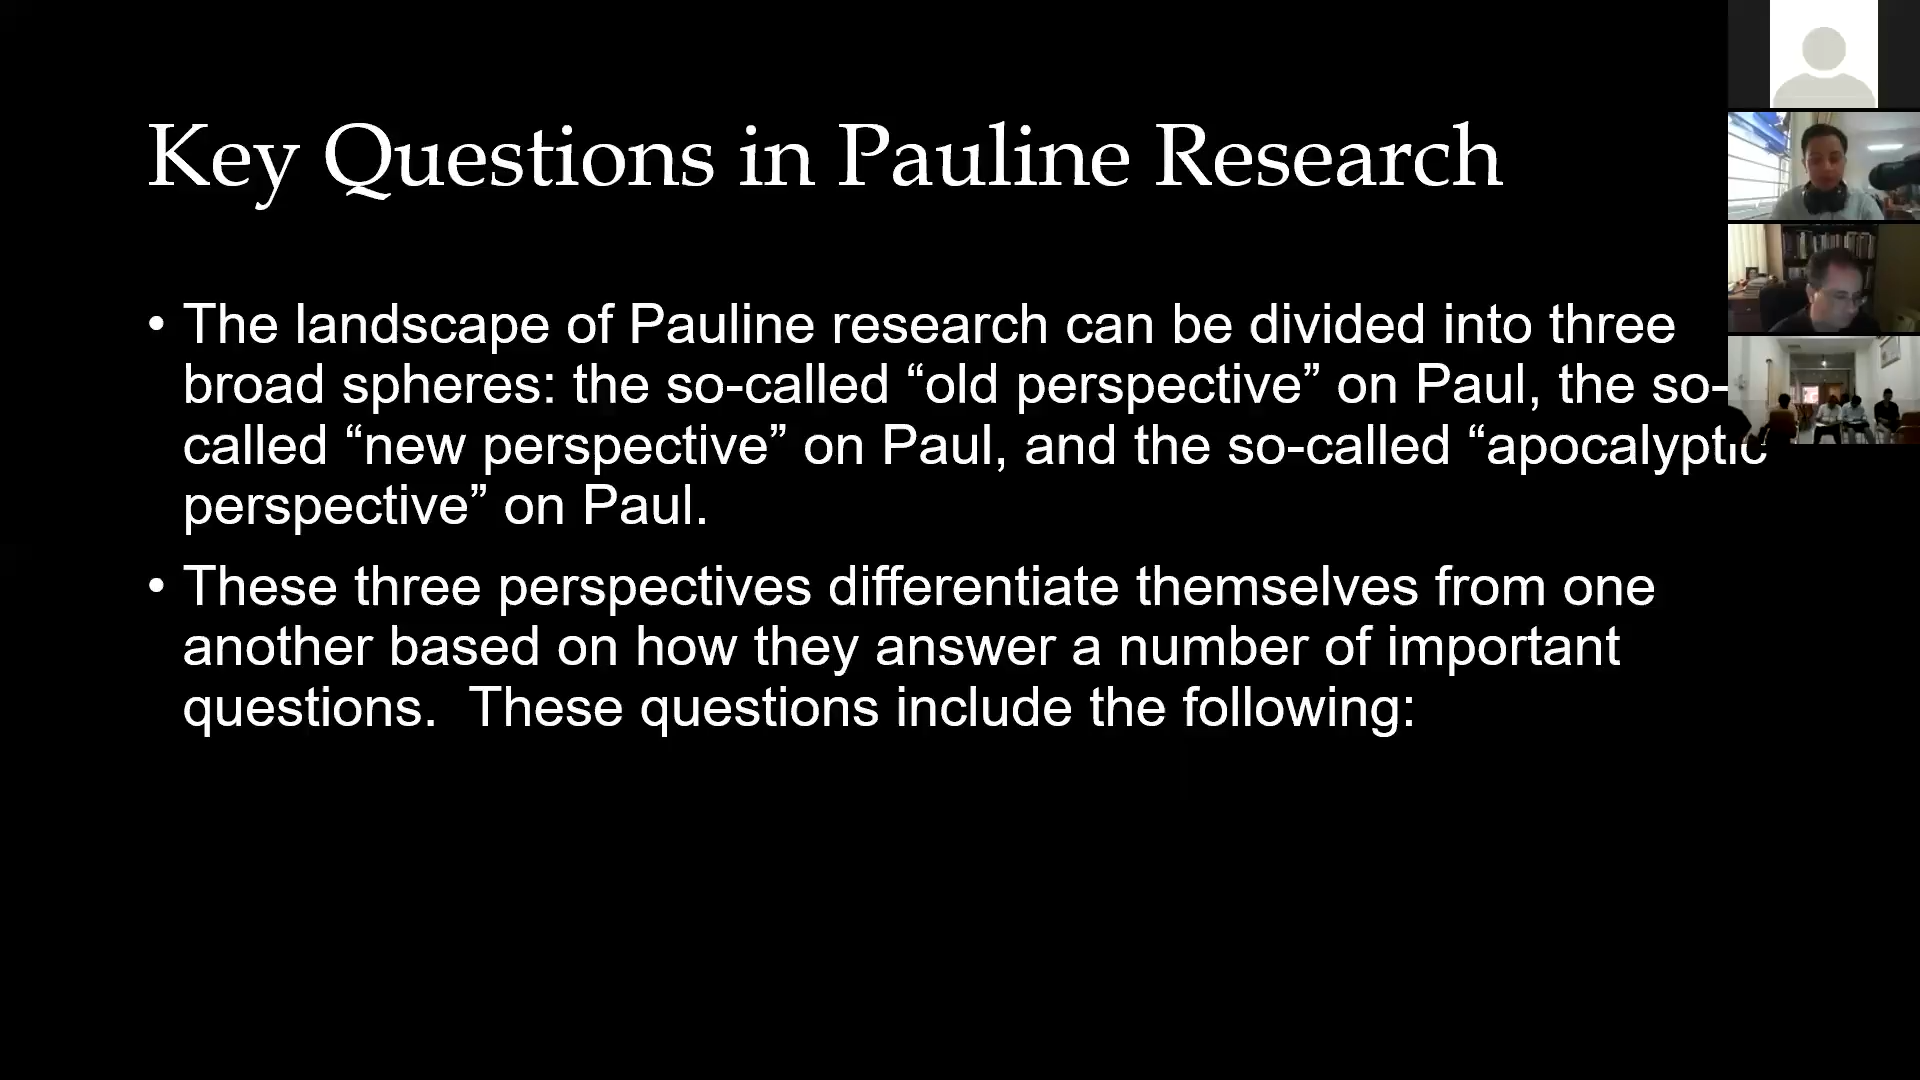 Key Questions in Pauline Research
• The landscape of Pauline research can be divided into three
broad spheres: the so-called “old perspective” on Paul, the so-
called “new perspective” on Paul, and the so-called “apocalyptic
perspective” on Paul.
• These three perspectives differentiate themselves from one
another based on how they answer a number of important
questions.  These questions include the following: